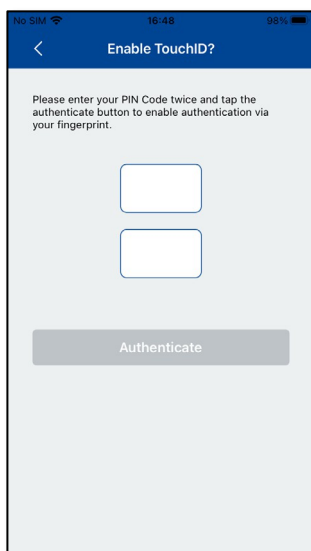 No SIM 16:48 98%
Enable TouchID?
Please enter your PIN Code twice and tap the
authenticate button to enable authentication via
your fingerprint.
Authenticate